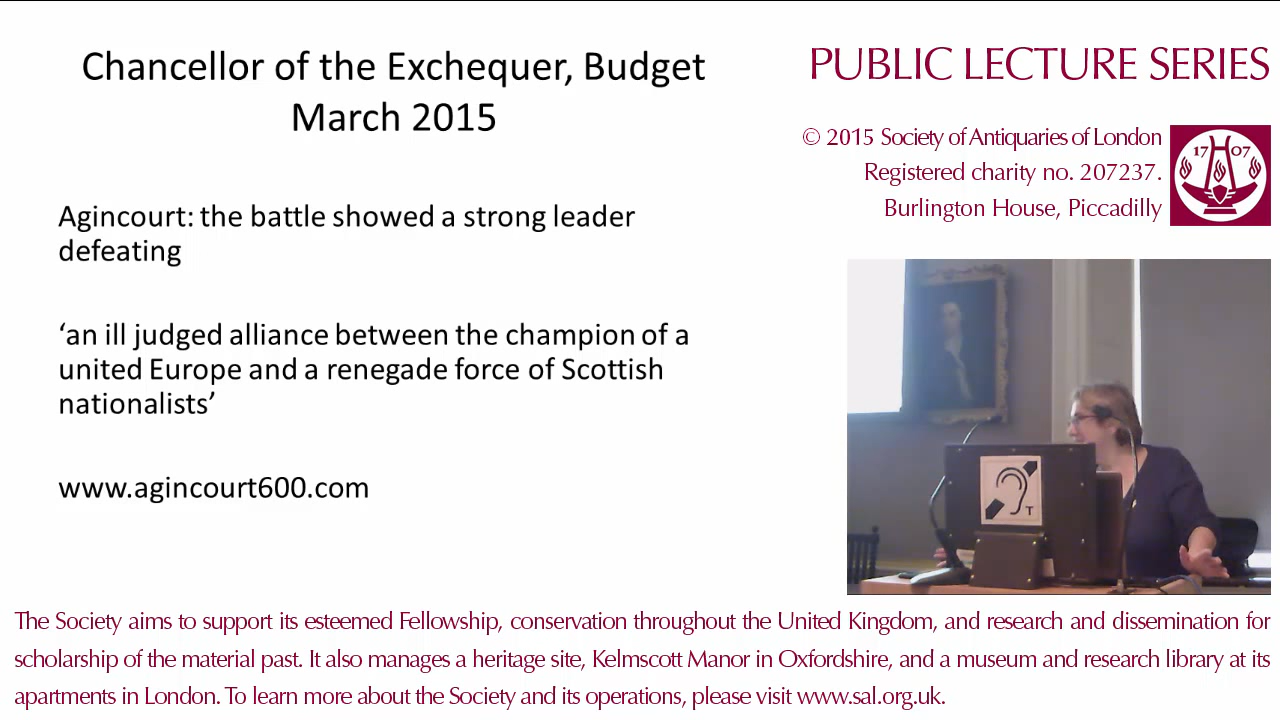 Chancellor of the Exchequer, Budget
March 2015
Agincourt: the battle showed a strong leader
defeating
‘an ill judged alliance between the champion of a
united Europe and a renegade force of Scottish
nationalists’
www.agincourt600.com
PUBLIC LECTURE SERIES
© 2015 Society of Antiquaries of London
Registered charity no. 207237.
Burlington House, Piccadilly
17 07
T
The Society aims to support its esteemed Fellowship, conservation throughout the United Kingdom, and research and dissemination for
scholarship of the material past. It also manages a heritage site, Kelmscott Manor in Oxfordshire, and a museum and research library at its
apartments in London. To learn more about the Society and its operations, please visit www.sal.org.uk.